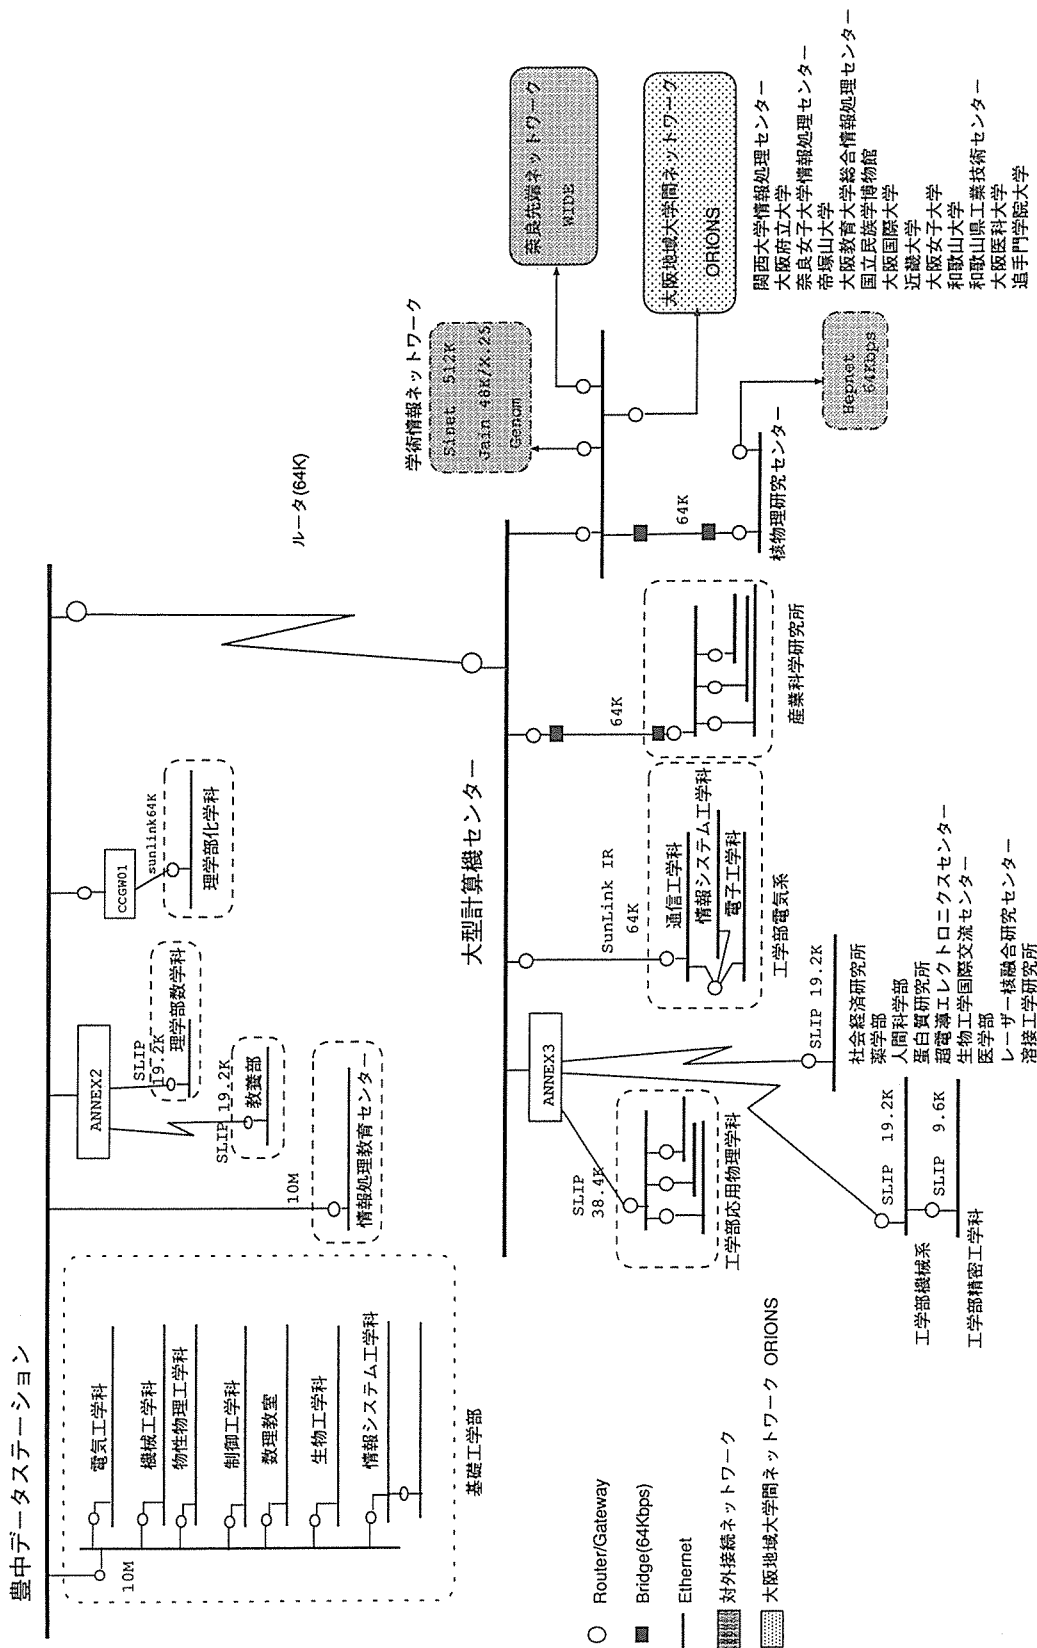 豊中データステーション
10M
電気工学科
機械工学科
物性物理工学科
制御工学科
数理教室
生物工学科
情報システム工学科
基礎工学部
10M
情報処理教育センター
ANNEX2
SLIP
19.2K
理学部数学科
SLIP 19.2K
教養部
CCGW01
sunlink64K
理学部化学科
ルータ(64K)
大型計算機センター
ANNEX3
SLIP
38.4K
工学部応用物理学科
SLIP 19.2K
工学部機械系
SLIP 9.6K
工学部精密工学科
SLIP 19.2K
社会経済研究所
薬学部
人間科学部
蛋白質研究所
超電導エレクトロニクスセンター
生物工学国際交流センター
医学部
レーザー核融合研究センター
溶接工学研究所
SunLink IR
64K
通信工学科
情報システム工学科
電子工学科
工学部電気系
64K
産業科学研究所
64K
核物理研究センター
Hepnet
64Kbps
学術情報ネットワーク
Sinet 512K
Jain 48K/X.25
Genom
奈良先端ネットワーク
WIDE
大阪地域大学間ネットワーク
ORIONS
関西大学情報処理センター
大阪府立大学
奈良女子大学情報処理センター
帝塚山大学
大阪教育大学総合情報処理センター
国立民族学博物館
大阪国際大学
近畿大学
大阪女子大学
和歌山大学
和歌山県工業技術センター
大阪医科大学
追手門学院大学
Router/Gateway
Bridge(64Kbps)
Ethernet
対外接続ネットワーク
大阪地域大学間ネットワーク ORIONS